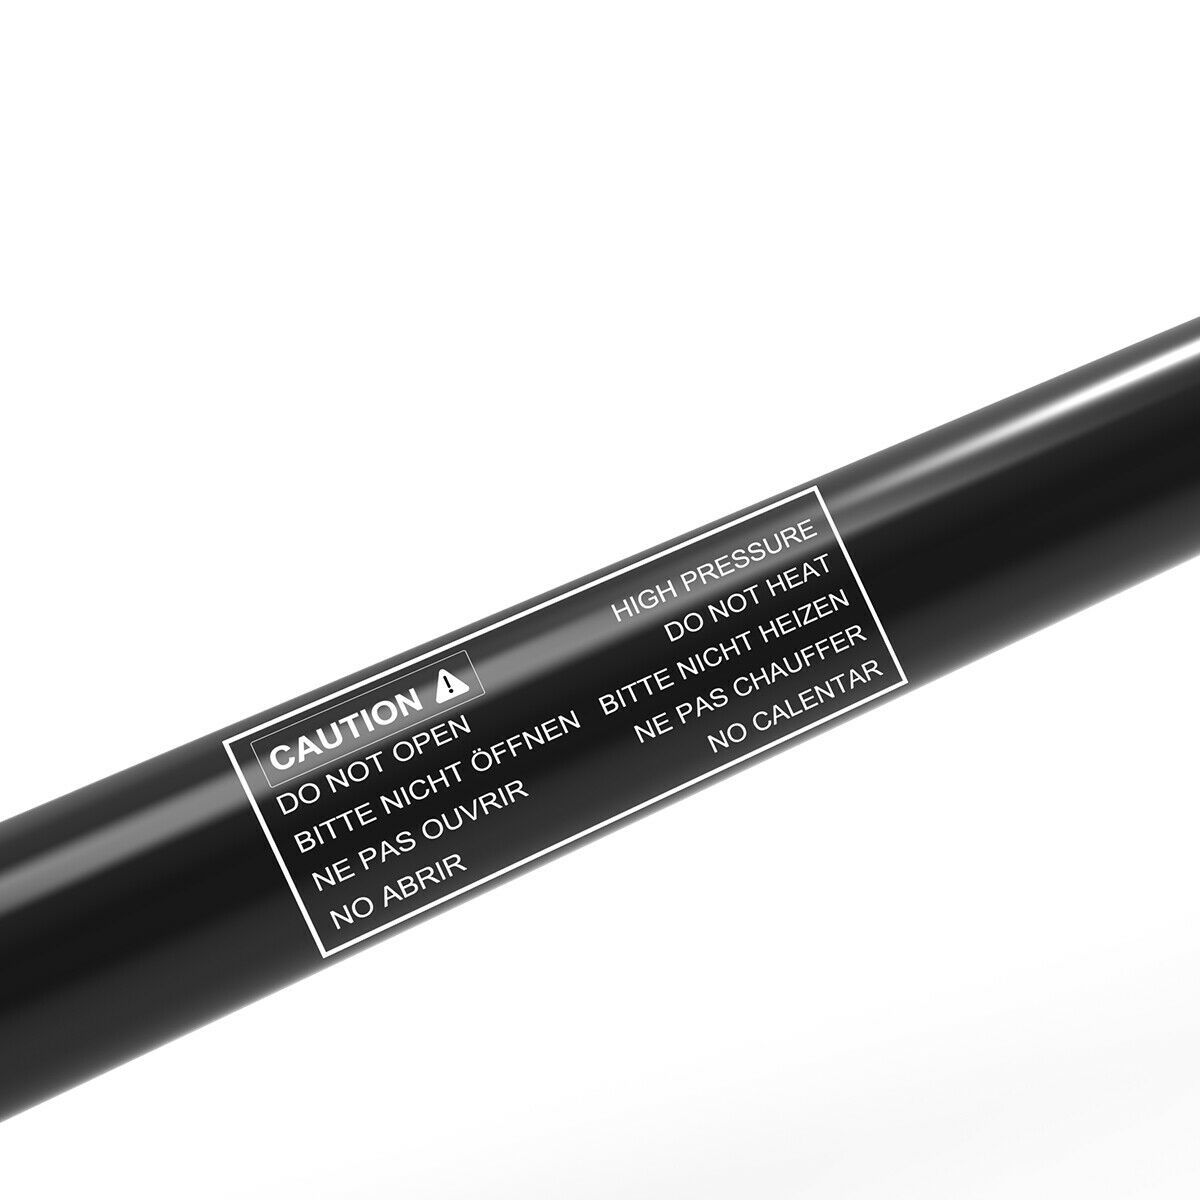 CAUTION
DO NOT OPEN
BITTE NICHT ÖFFNEN
NE PAS OUVRIR
NO ABRIR
HIGH PRESSURE
DO NOT HEAT
BITTE NICHT HEIZEN
NE PAS CHAUFFER
NO CALENTAR